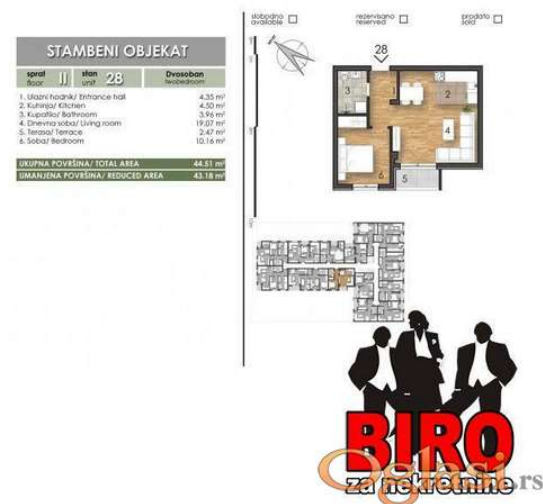 STAMBENI OBJEKAT
sprat floor II stan unit 28 Dvosoban twobedroom
1. Ulazni hodnik/ Entrance hall 4.35 m²
2. Kuhinja/ Kitchen 4.50 m²
3. Kupatilo/ Bathroom 3.96 m²
4. Dnevna soba/ Living room 19.07 m²
5. Terasa/ Terrace 2.47 m²
6. Soba/ Bedroom 10.16 m²
UKUPNA POVRŠINA/ TOTAL AREA 44.51 m²
UMANJENA POVRŠINA/ REDUCED AREA 43.18 m²
slobodno available
rezervisano reserved
prodato sold
28
3
1
2
4
6
5
BIRO
za nekretnine
Oglasi.rs